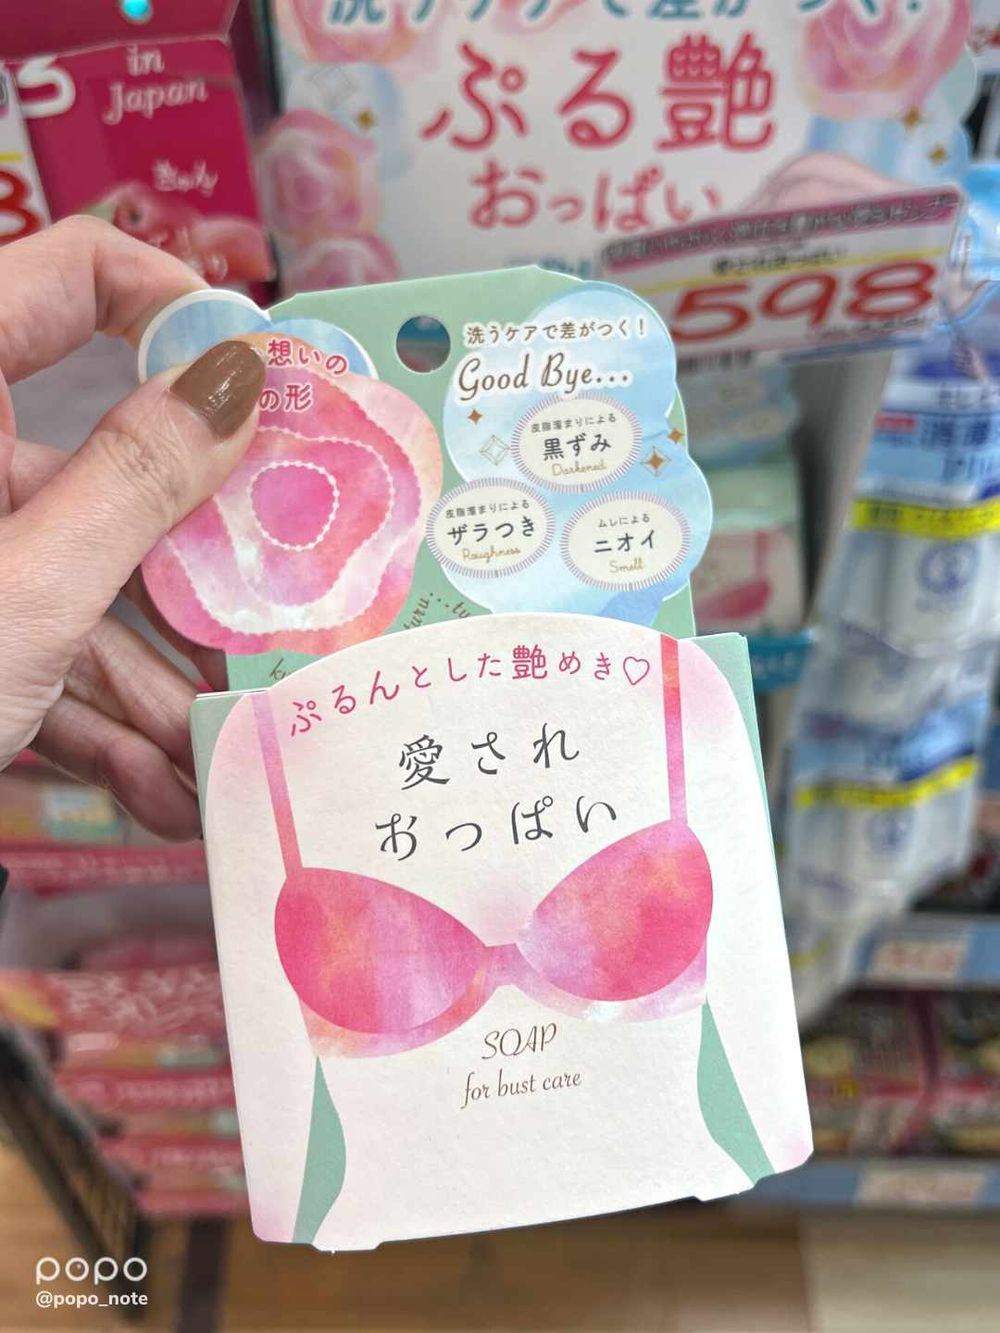 in
Japan
きゅん
ぷる艶
おっぱい
598
想いの
の形
洗うケアで差がつく!
Good Bye...
皮脂溜まりによる
黒ずみ
Darkened
皮脂溜まりによる
ザラつき
Roughness
ムレによる
ニオイ
Smell
ぷるんとした艶めき♡
愛され
おっぱい
SOAP
for bust care
popo
@popo_note